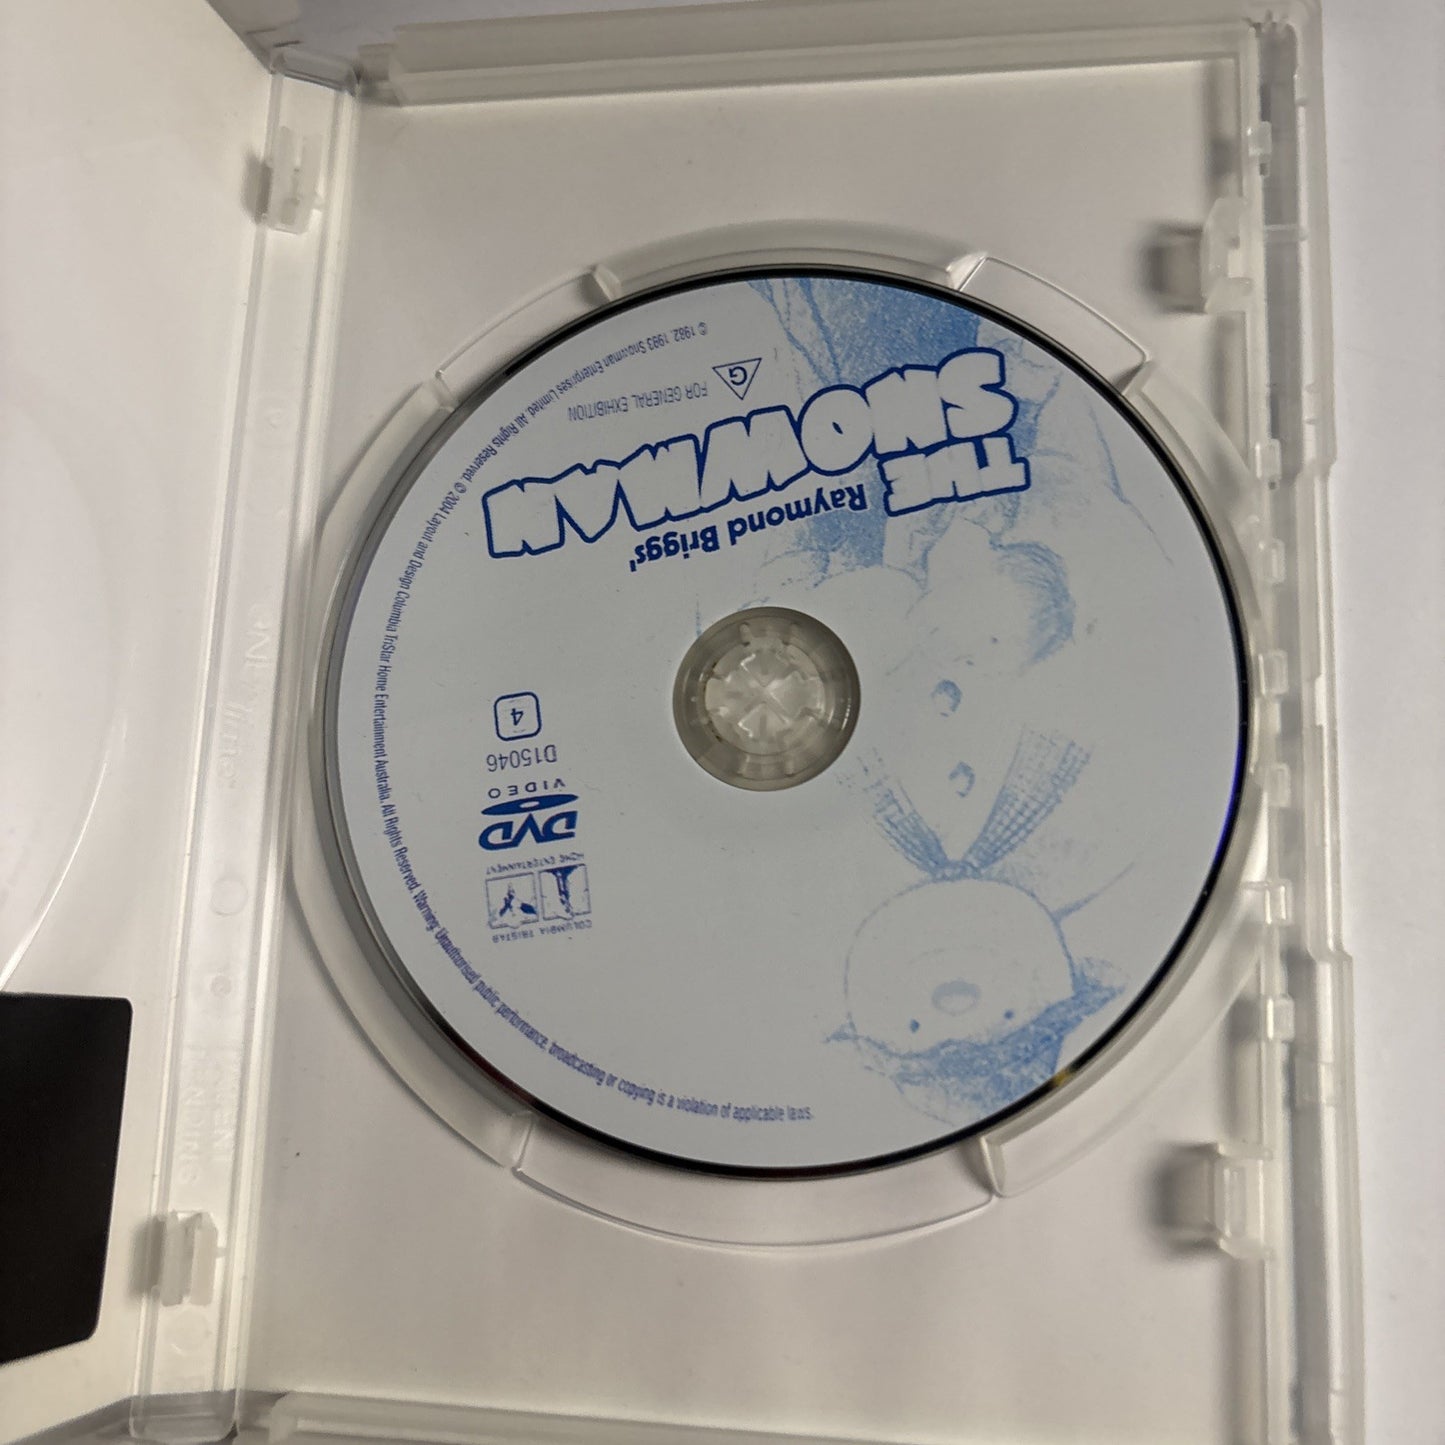 Raymond Briggs'
THE
SNOWMAN
G
FOR GENERAL EXHIBITION
4
D15046
DVD
VIDEO
COLUMBIA TRISTAR
HOME ENTERTAINMENT
© 1982, 1993 Snowman Enterprises Limited. All Rights Reserved. © 2004 Layout and Design Columbia TriStar Home Entertainment Australia. All Rights Reserved. Warning: Unauthorised public performance, broadcasting or copying is a violation of applicable laws.